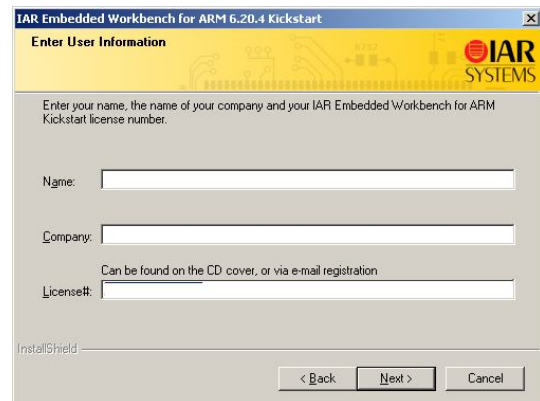 IAR Embedded Workbench for ARM 6.20.4 Kickstart
Enter User Information
IAR
SYSTEMS
Enter your name, the name of your company and your IAR Embedded Workbench for ARM
Kickstart license number.
Name:
Company:
Can be found on the CD cover, or via e-mail registration
License#:
InstallShield
< Back
Next >
Cancel